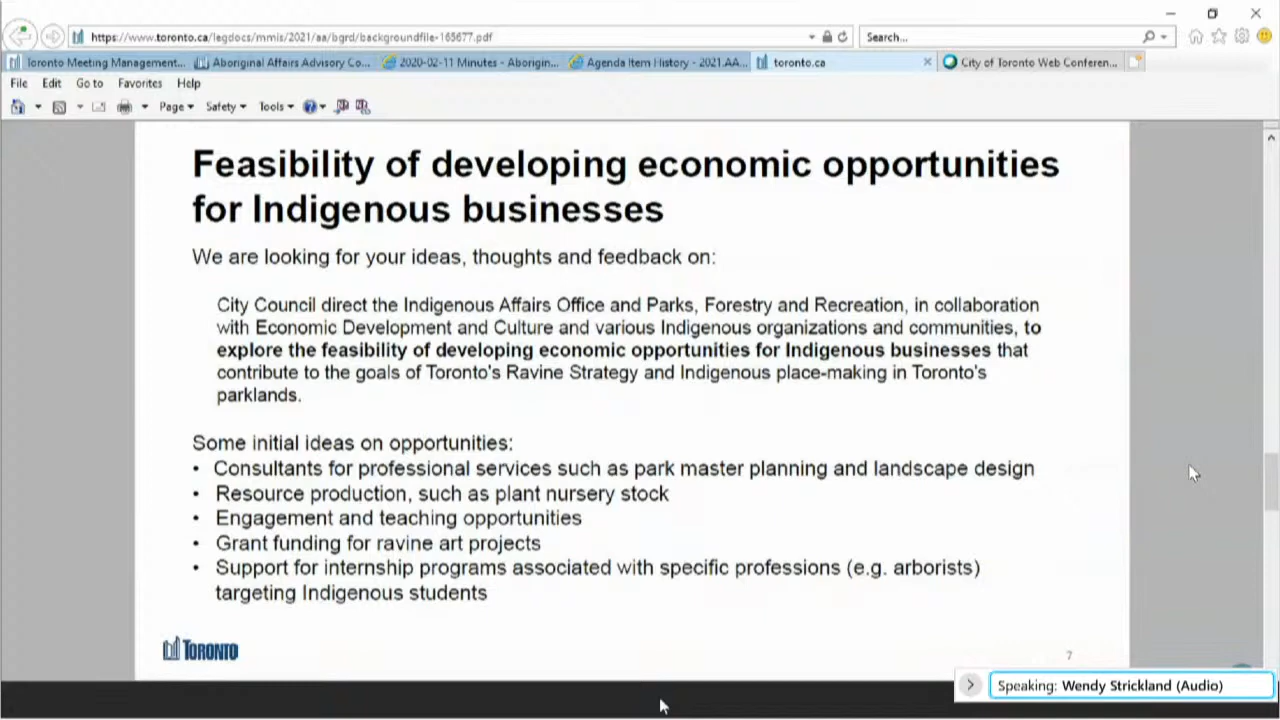 https://www.toronto.ca/legdocs/mmis/2021/aa/bgrd/backgroundfile-165677.pdf
Search...
Toronto Meeting Management...
Aboriginal Affairs Advisory Co...
2020-02-11 Minutes - Aborigin...
Agenda Item History - 2021.AA...
toronto.ca
City of Toronto Web Conferen...
File Edit Go to Favorites Help
Page Safety Tools
Feasibility of developing economic opportunities
for Indigenous businesses
We are looking for your ideas, thoughts and feedback on:
City Council direct the Indigenous Affairs Office and Parks, Forestry and Recreation, in collaboration
with Economic Development and Culture and various Indigenous organizations and communities, to
explore the feasibility of developing economic opportunities for Indigenous businesses that
contribute to the goals of Toronto's Ravine Strategy and Indigenous place-making in Toronto's
parklands.
Some initial ideas on opportunities:
• Consultants for professional services such as park master planning and landscape design
• Resource production, such as plant nursery stock
• Engagement and teaching opportunities
• Grant funding for ravine art projects
• Support for internship programs associated with specific professions (e.g. arborists)
targeting Indigenous students
TORONTO
7
Speaking: Wendy Strickland (Audio)